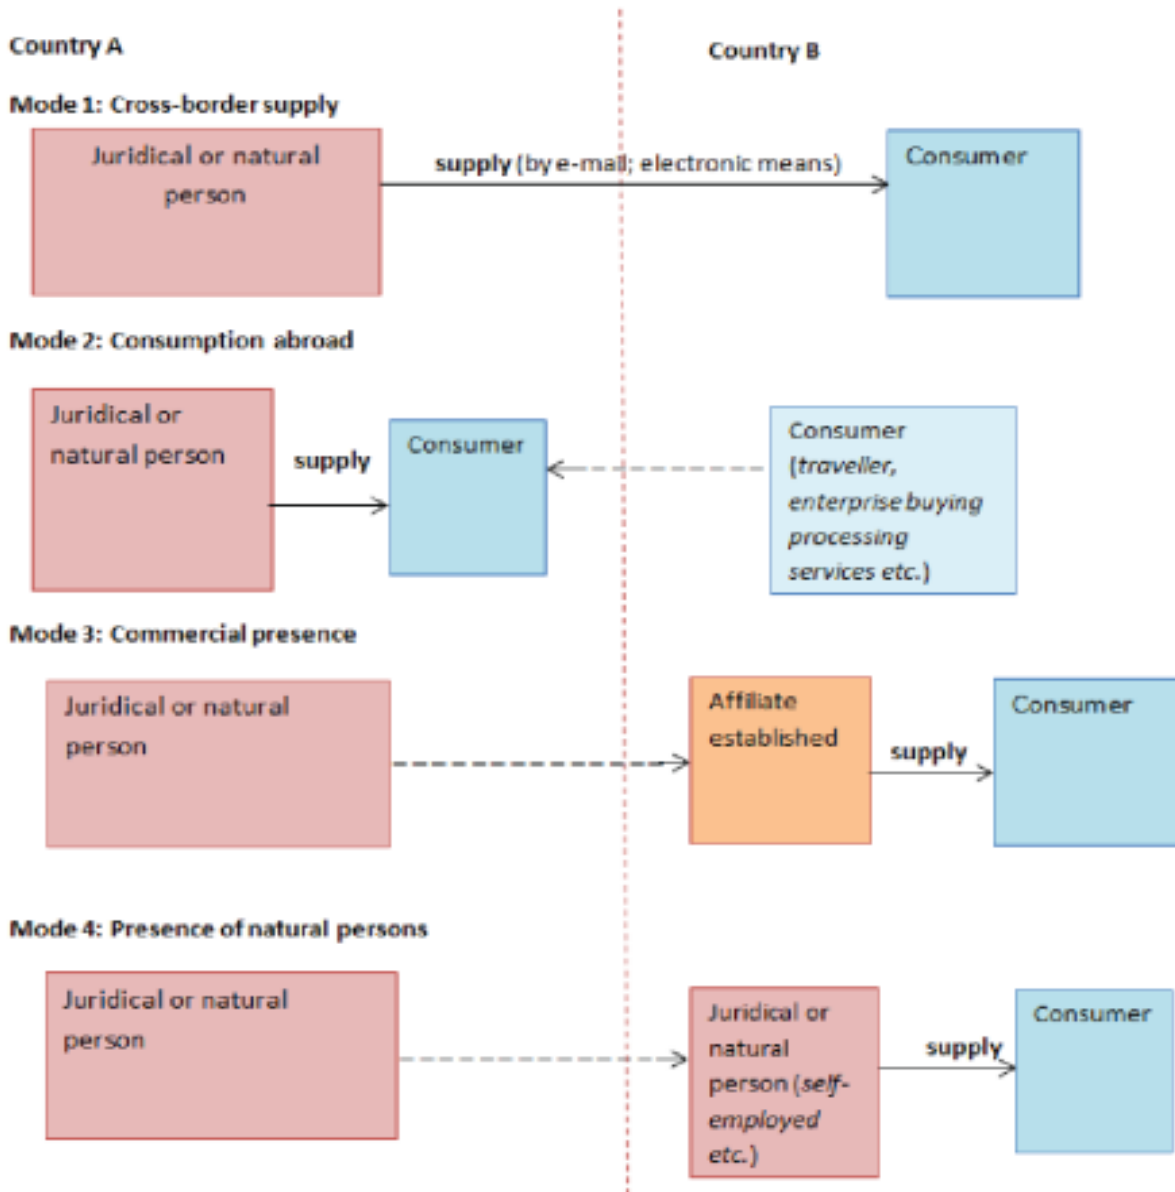 Country A
Country B
Mode 1: Cross-border supply
Juridical or natural
person
supply (by e-mail; electronic means)
Consumer
Mode 2: Consumption abroad
Juridical or
natural person
supply
Consumer
Consumer
(traveller,
enterprise buying
processing
services etc.)
Mode 3: Commercial presence
Juridical or natural
person
Affiliate
established
supply
Consumer
Mode 4: Presence of natural persons
Juridical or natural
person
Juridical or
natural
person (self-
employed
etc.)
supply
Consumer